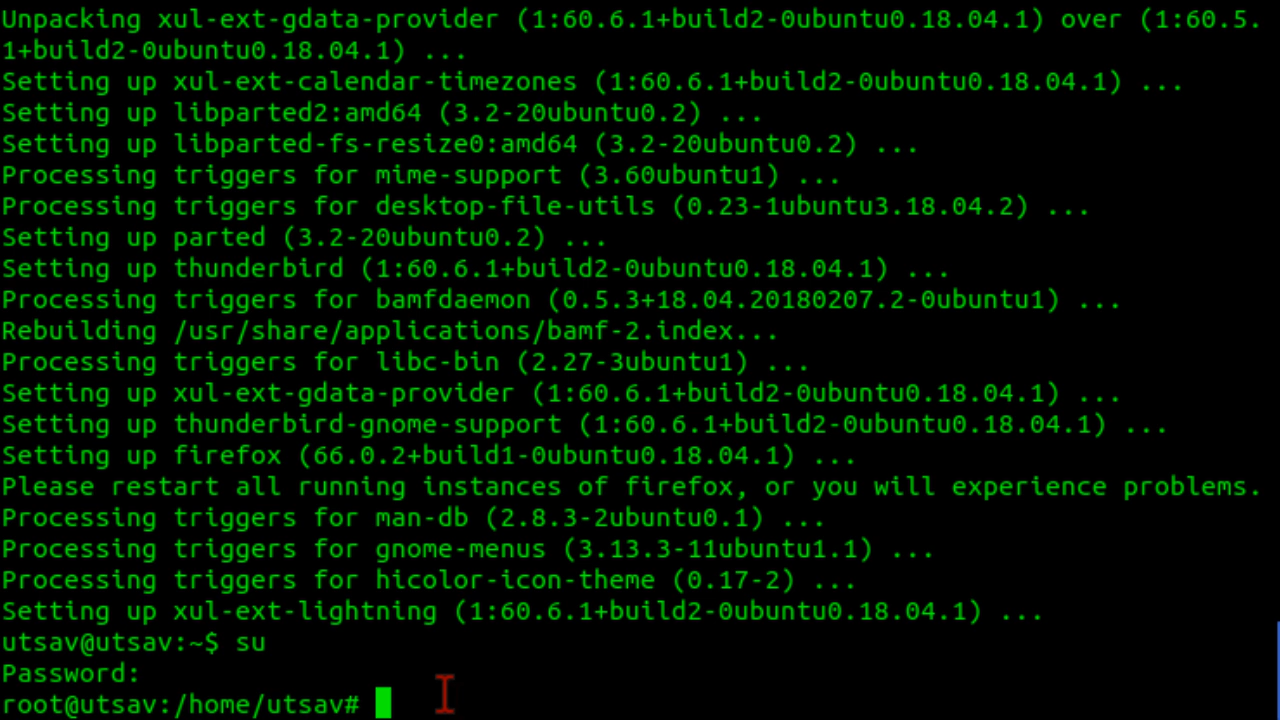 Unpacking xul-ext-gdata-provider (1:60.6.1+build2-0ubuntu0.18.04.1) over (1:60.5.
1+build2-0ubuntu0.18.04.1) ...
Setting up xul-ext-calendar-timezones (1:60.6.1+build2-0ubuntu0.18.04.1) ...
Setting up libparted2:amd64 (3.2-20ubuntu0.2) ...
Setting up libparted-fs-resize0:amd64 (3.2-20ubuntu0.2) ...
Processing triggers for mime-support (3.60ubuntu1) ...
Processing triggers for desktop-file-utils (0.23-1ubuntu3.18.04.2) ...
Setting up parted (3.2-20ubuntu0.2) ...
Setting up thunderbird (1:60.6.1+build2-0ubuntu0.18.04.1) ...
Processing triggers for bamfdaemon (0.5.3+18.04.20180207.2-0ubuntu1) ...
Rebuilding /usr/share/applications/bamf-2.index...
Processing triggers for libc-bin (2.27-3ubuntu1) ...
Setting up xul-ext-gdata-provider (1:60.6.1+build2-0ubuntu0.18.04.1) ...
Setting up thunderbird-gnome-support (1:60.6.1+build2-0ubuntu0.18.04.1) ...
Setting up firefox (66.0.2+build1-0ubuntu0.18.04.1) ...
Please restart all running instances of firefox, or you will experience problems.
Processing triggers for man-db (2.8.3-2ubuntu0.1) ...
Processing triggers for gnome-menus (3.13.3-11ubuntu1.1) ...
Processing triggers for hicolor-icon-theme (0.17-2) ...
Setting up xul-ext-lightning (1:60.6.1+build2-0ubuntu0.18.04.1) ...
utsav@utsav:~$ su
Password:
root@utsav:/home/utsav#